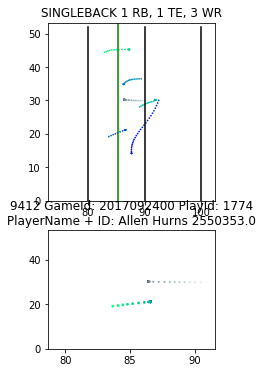 SINGLEBACK 1 RB, 1 TE, 3 WR
50
40
30
20
10
0
80 90 100
9412 GameId: 2017092400 PlayId: 1774
PlayerName + ID: Allen Hurns 2550353.0
40
20
0
80 85 90